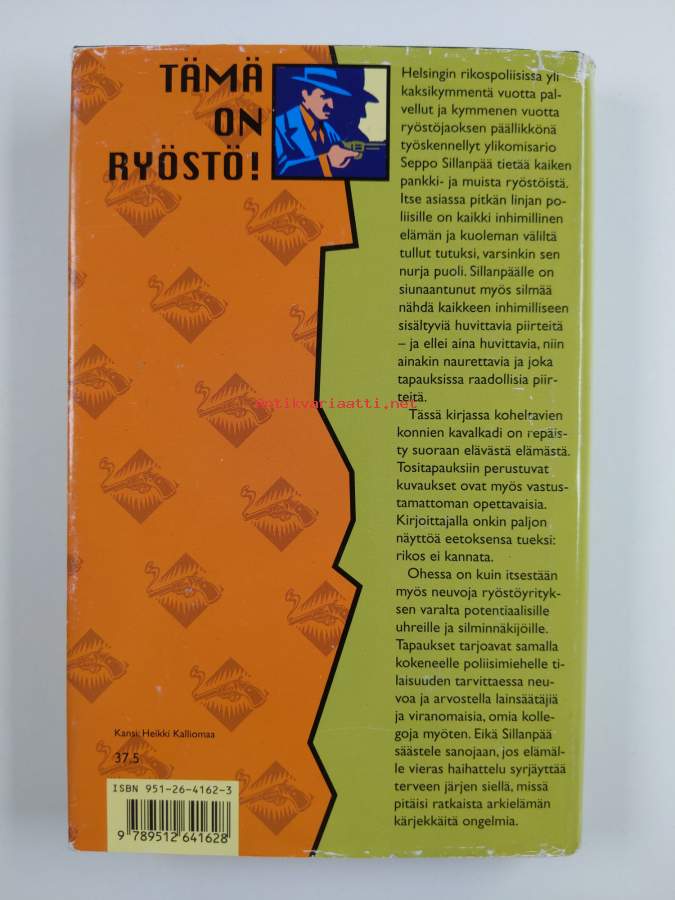 TÄMÄ
ON
RYÖSTÖ!
Helsingin rikospoliisissa yli
kaksikymmentä vuotta pal-
vellut ja kymmenen vuotta
ryöstöjaoksen päällikkönä
työskennellyt ylikomisario
Seppo Sillanpää tietää kaiken
pankki- ja muista ryöstöistä.
Itse asiassa pitkän linjan po-
liisille on kaikki inhimillinen
elämän ja kuoleman väliltä
tullut tutuksi, varsinkin sen
nurja puoli. Sillanpäälle on
siunaantunut myös silmää
nähdä kaikkeen inhimilliseen
sisältyviä huvittavia piirteitä
– ja ellei aina huvittavia, niin
ainakin naurettavia ja joka
tapauksissa raadollisia piir-
teitä.
Tässä kirjassa koheltavien
konnien kavalkadi on repäis-
ty suoraan elävästä elämästä.
Tositapauksiin perustuvat
kuvaukset ovat myös vastus-
tamattoman opettavaisia.
Kirjoittajalla onkin paljon
näyttöä eetoksensa tueksi:
rikos ei kannata.
Ohessa on kuin itsestään
myös neuvoja ryöstöyrityk-
sen varalta potentiaalisille
uhreille ja silminnäkijöille.
Tapaukset tarjoavat samalla
kokeneelle poliisimiehelle ti-
laisuuden tarvittaessa neu-
voa ja arvostella lainsäätäjiä
ja viranomaisia, omia kolle-
goja myöten. Eikä Sillanpää
säästele sanojaan, jos elämäl-
le vieras haihattelu syrjäyttää
terveen järjen siellä, missä
pitäisi ratkaista arkielämän
kärjekkäitä ongelmia.
antikvariaatti.net
Kansi: Heikki Kalliomaa
37.5
ISBN 951-26-4162-3
9 789512 641628